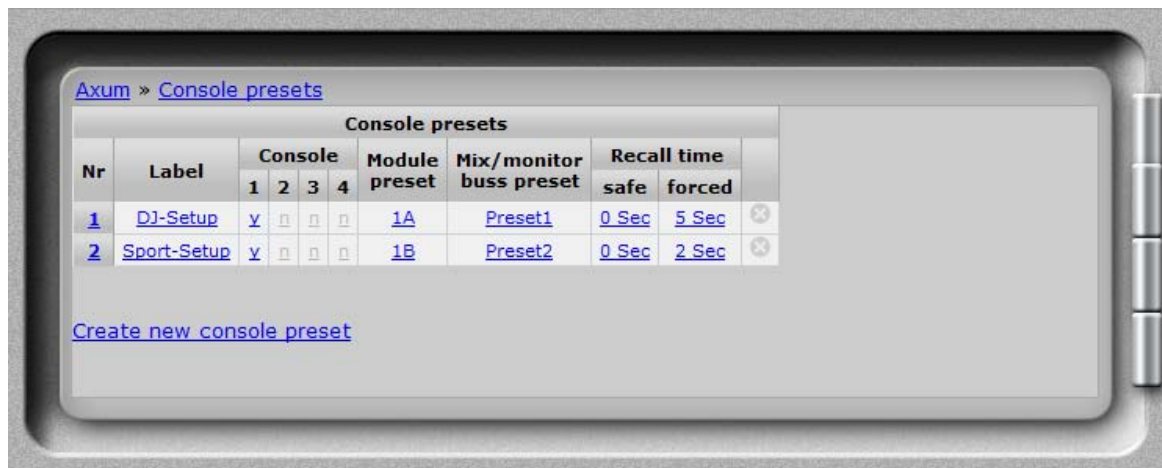 Axum » Console presets
Console presets
Nr Label Console Module preset Mix/monitor buss preset Recall time
1 2 3 4 safe forced
1 DJ-Setup y n n n 1A Preset1 0 Sec 5 Sec
2 Sport-Setup y n n n 1B Preset2 0 Sec 2 Sec
Create new console preset